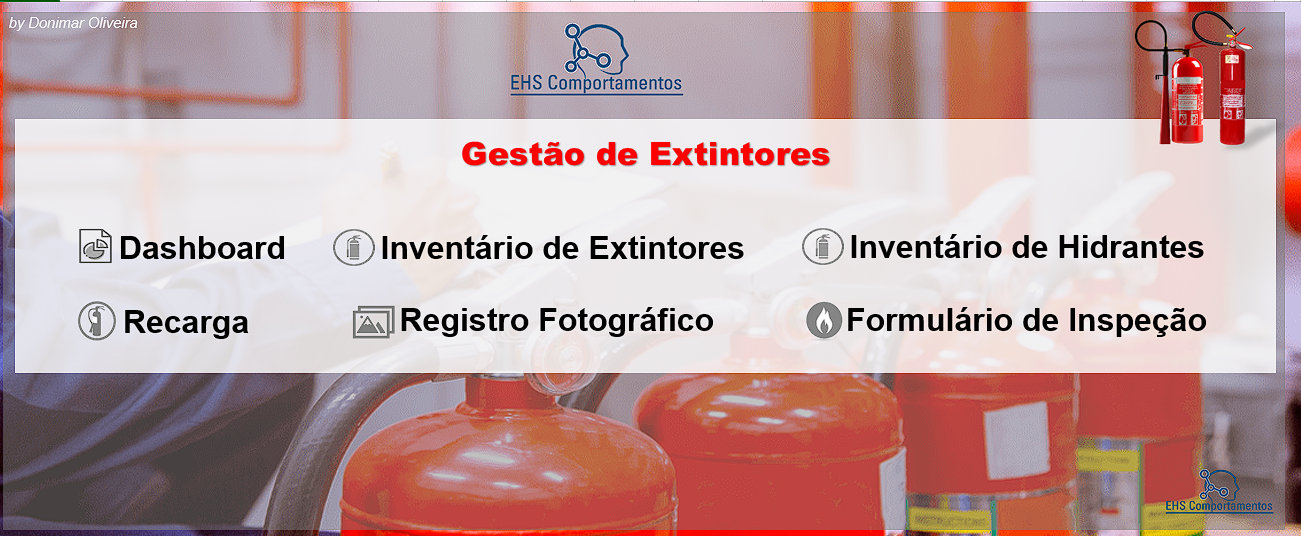 by Donimar Oliveira
EHS Comportamentos
Gestão de Extintores
Dashboard
Inventário de Extintores
Inventário de Hidrantes
Recarga
Registro Fotográfico
Formulário de Inspeção
INSTRUCTIONS
EHS Comportamentos